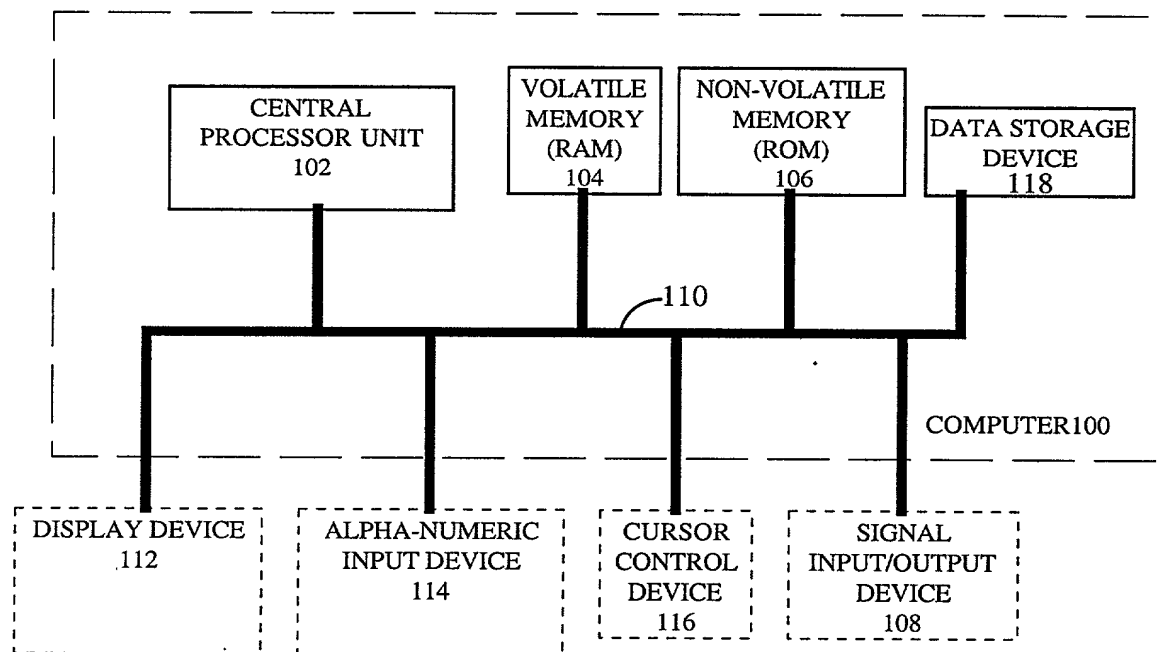 CENTRAL
PROCESSOR UNIT
102
VOLATILE
MEMORY
(RAM)
104
NON-VOLATILE
MEMORY
(ROM)
106
DATA STORAGE
DEVICE
118
110
COMPUTER100
DISPLAY DEVICE
112
ALPHA-NUMERIC
INPUT DEVICE
114
CURSOR
CONTROL
DEVICE
116
SIGNAL
INPUT/OUTPUT
DEVICE
108